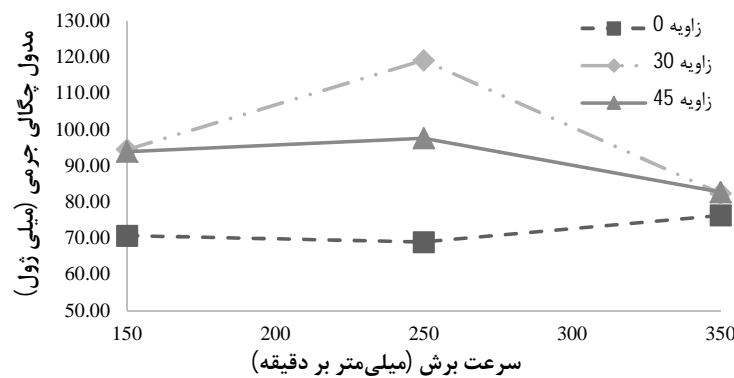 مدول چگالی جرمی (میلی ژول)
130.00
120.00
110.00
100.00
90.00
80.00
70.00
60.00
50.00
زاویه 0
زاویه 30
زاویه 45
150
200
250
300
350
سرعت برش (میلی‌متر بر دقیقه)